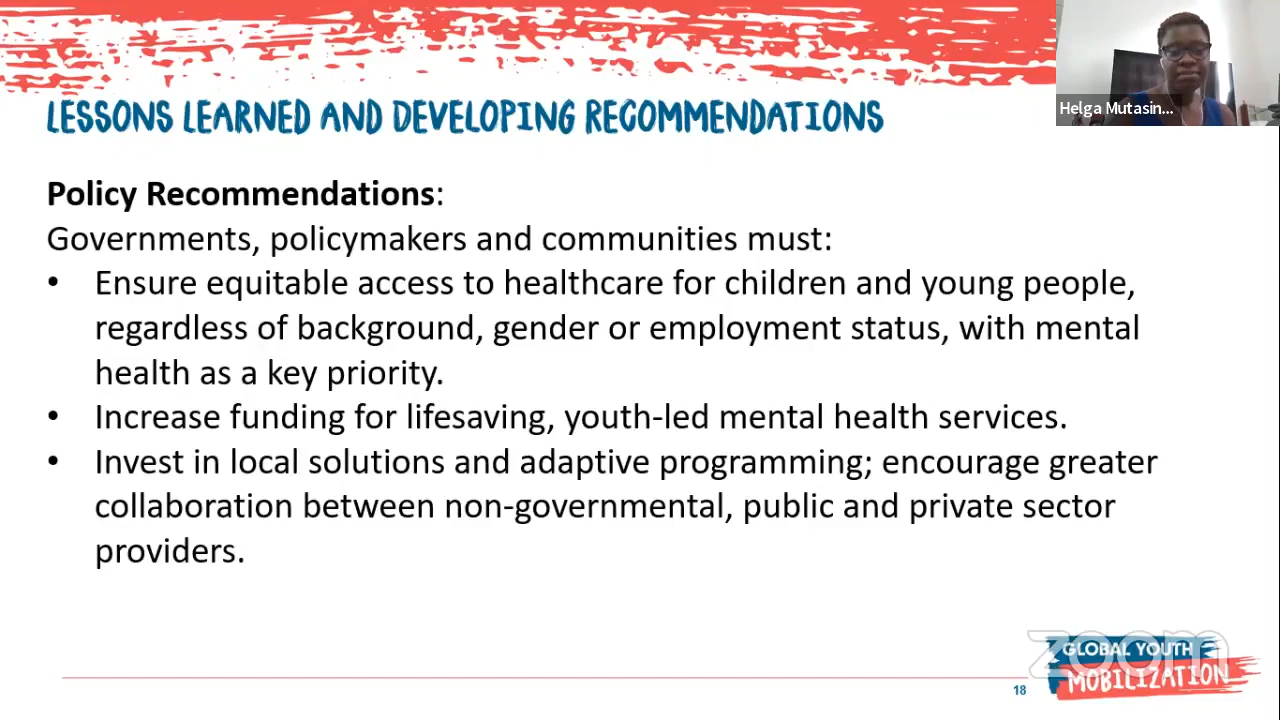 LESSONS LEARNED AND DEVELOPING RECOMMENDATIONS
Helga Mutasin...
Policy Recommendations:
Governments, policymakers and communities must:
• Ensure equitable access to healthcare for children and young people,
regardless of background, gender or employment status, with mental
health as a key priority.
• Increase funding for lifesaving, youth-led mental health services.
• Invest in local solutions and adaptive programming; encourage greater
collaboration between non-governmental, public and private sector
providers.
zoom
GLOBAL YOUTH
MOBILIZATION
18